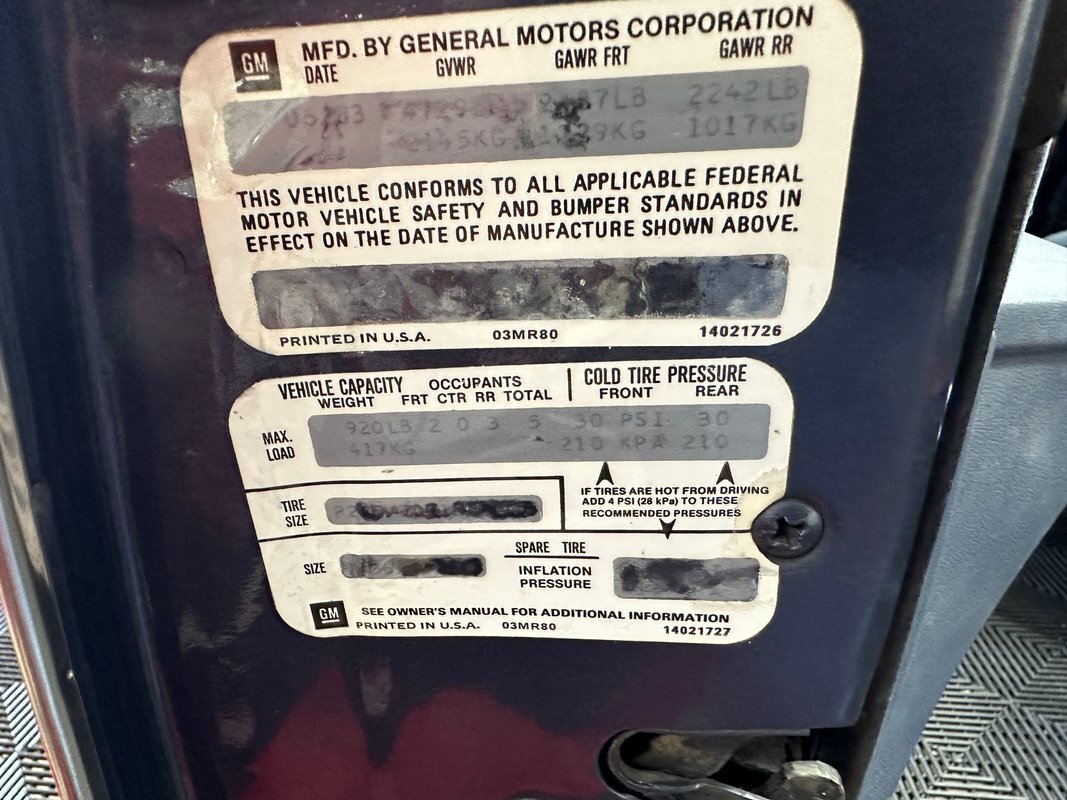 GM MFD. BY GENERAL MOTORS CORPORATION
DATE GVWR GAWR FRT GAWR RR
2242 LB
1017KG
THIS VEHICLE CONFORMS TO ALL APPLICABLE FEDERAL
MOTOR VEHICLE SAFETY AND BUMPER STANDARDS IN
EFFECT ON THE DATE OF MANUFACTURE SHOWN ABOVE.
PRINTED IN U.S.A. 03MR80 14021726
VEHICLE CAPACITY OCCUPANTS COLD TIRE PRESSURE
WEIGHT FRT CTR RR TOTAL FRONT REAR
MAX. LOAD
920LB 2 0 3 5 30 PSI 30
417KG 210 KPA 210
IF TIRES ARE HOT FROM DRIVING
ADD 4 PSI (28 kPa) TO THESE
RECOMMENDED PRESSURES
TIRE
SIZE
SPARE TIRE
SIZE
INFLATION
PRESSURE
GM SEE OWNER'S MANUAL FOR ADDITIONAL INFORMATION
PRINTED IN U.S.A. 03MR80 14021727